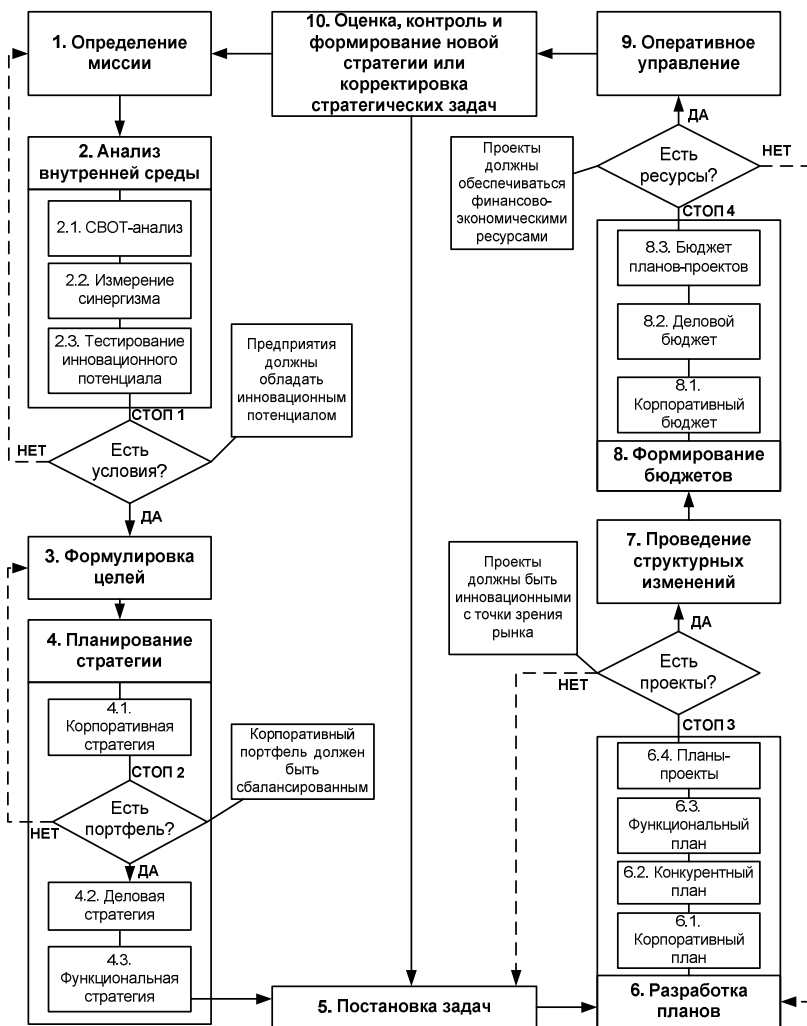 1. Определение
миссии
2. Анализ
внутренней среды
2.1. СВОТ-анализ
2.2. Измерение
синергизма
2.3. Тестирование
инновационного
потенциала
Предприятия
должны
обладать
инновационным
потенциалом
СТОП 1
НЕТ
Есть
условия?
ДА
3. Формулировка
целей
4. Планирование
стратегии
4.1.
Корпоративная
стратегия
Корпоративный
портфель должен
быть
сбалансированным
СТОП 2
Есть
портфель?
НЕТ
ДА
4.2. Деловая
стратегия
4.3.
Функциональная
стратегия
10. Оценка, контроль и
формирование новой
стратегии или
корректировка
стратегических задач
5. Постановка задач
9. Оперативное
управление
ДА
НЕТ
Есть
ресурсы?
Проекты
должны
обеспечиваться
финансово-
экономическими
ресурсами
СТОП 4
8.3. Бюджет
планов-проектов
8.2. Деловой
бюджет
8.1.
Корпоративный
бюджет
8. Формирование
бюджетов
7. Проведение
структурных
изменений
Проекты
должны быть
инновационными
с точки зрения
рынка
ДА
Есть
проекты?
НЕТ
СТОП 3
6.4. Планы-
проекты
6.3.
Функциональный
план
6.2. Конкурентный
план
6.1.
Корпоративный
план
6. Разработка
планов